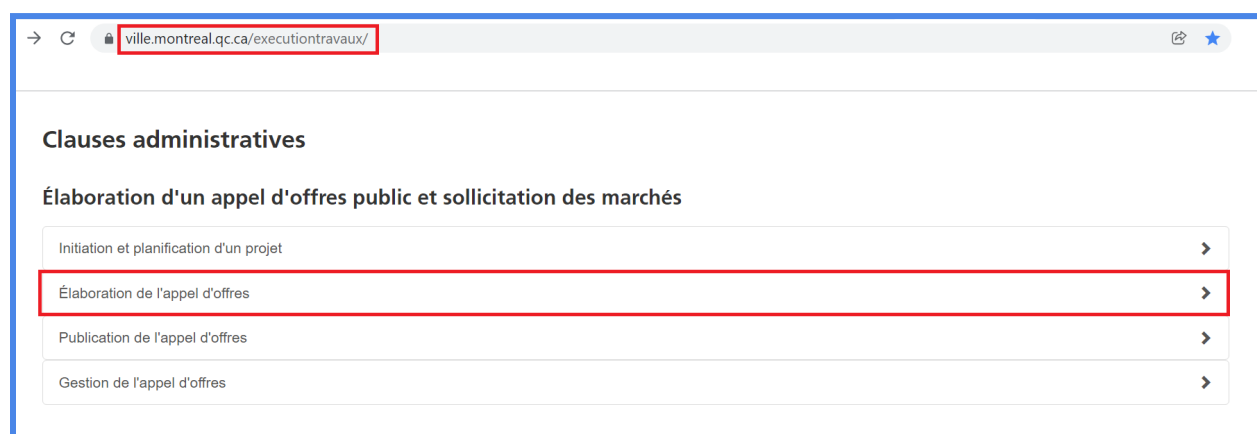 ville.montreal.qc.ca/executiontravaux/
Clauses administratives
Élaboration d'un appel d'offres public et sollicitation des marchés
Initiation et planification d'un projet
Élaboration de l'appel d'offres
Publication de l'appel d'offres
Gestion de l'appel d'offres